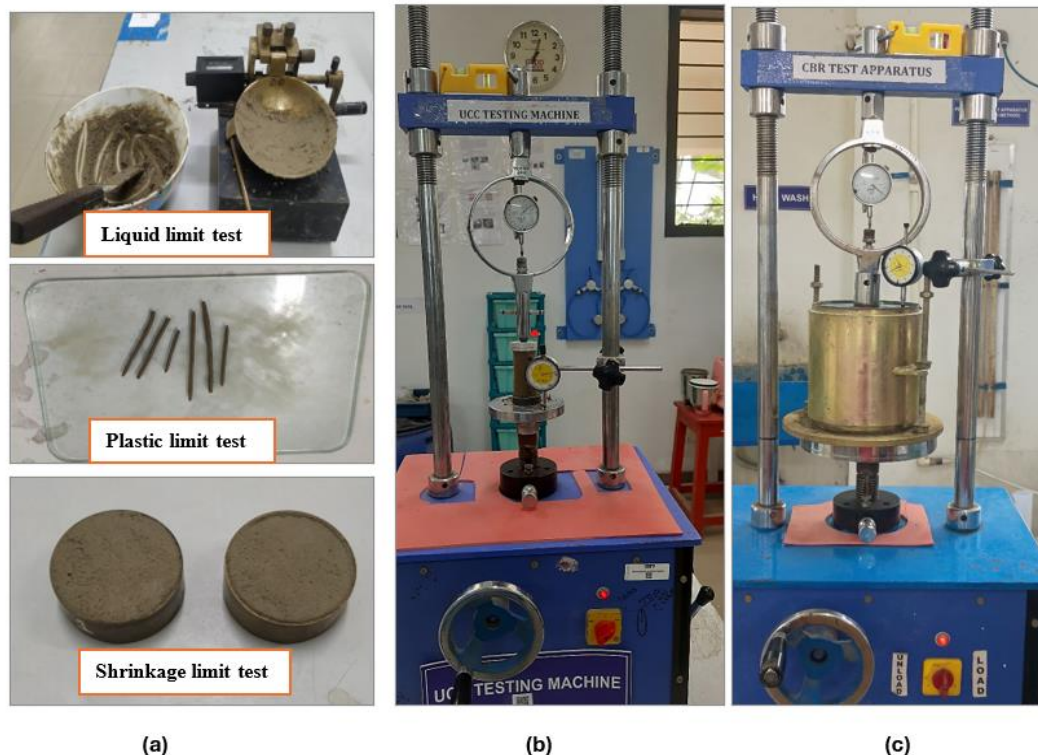 Liquid limit test
Plastic limit test
Shrinkage limit test
UCC TESTING MACHINE
UCC TESTING MACHINE
CBR TEST APPARATUS
UNLOAD
LOAD
(a)
(b)
(c)